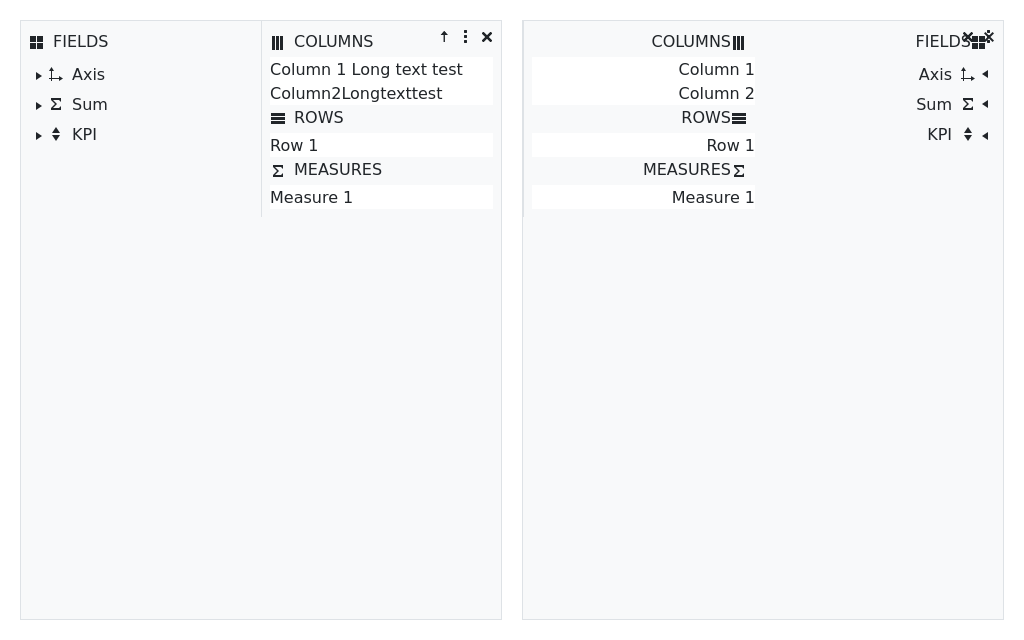 FIELDS
Axis
Sum
KPI
COLUMNS
Column 1 Long text test
Column2Longtexttest
ROWS
Row 1
MEASURES
Measure 1
COLUMNS
Column 1
Column 2
ROWS
Row 1
MEASURES
Measure 1
FIELDS
Axis
Sum
KPI